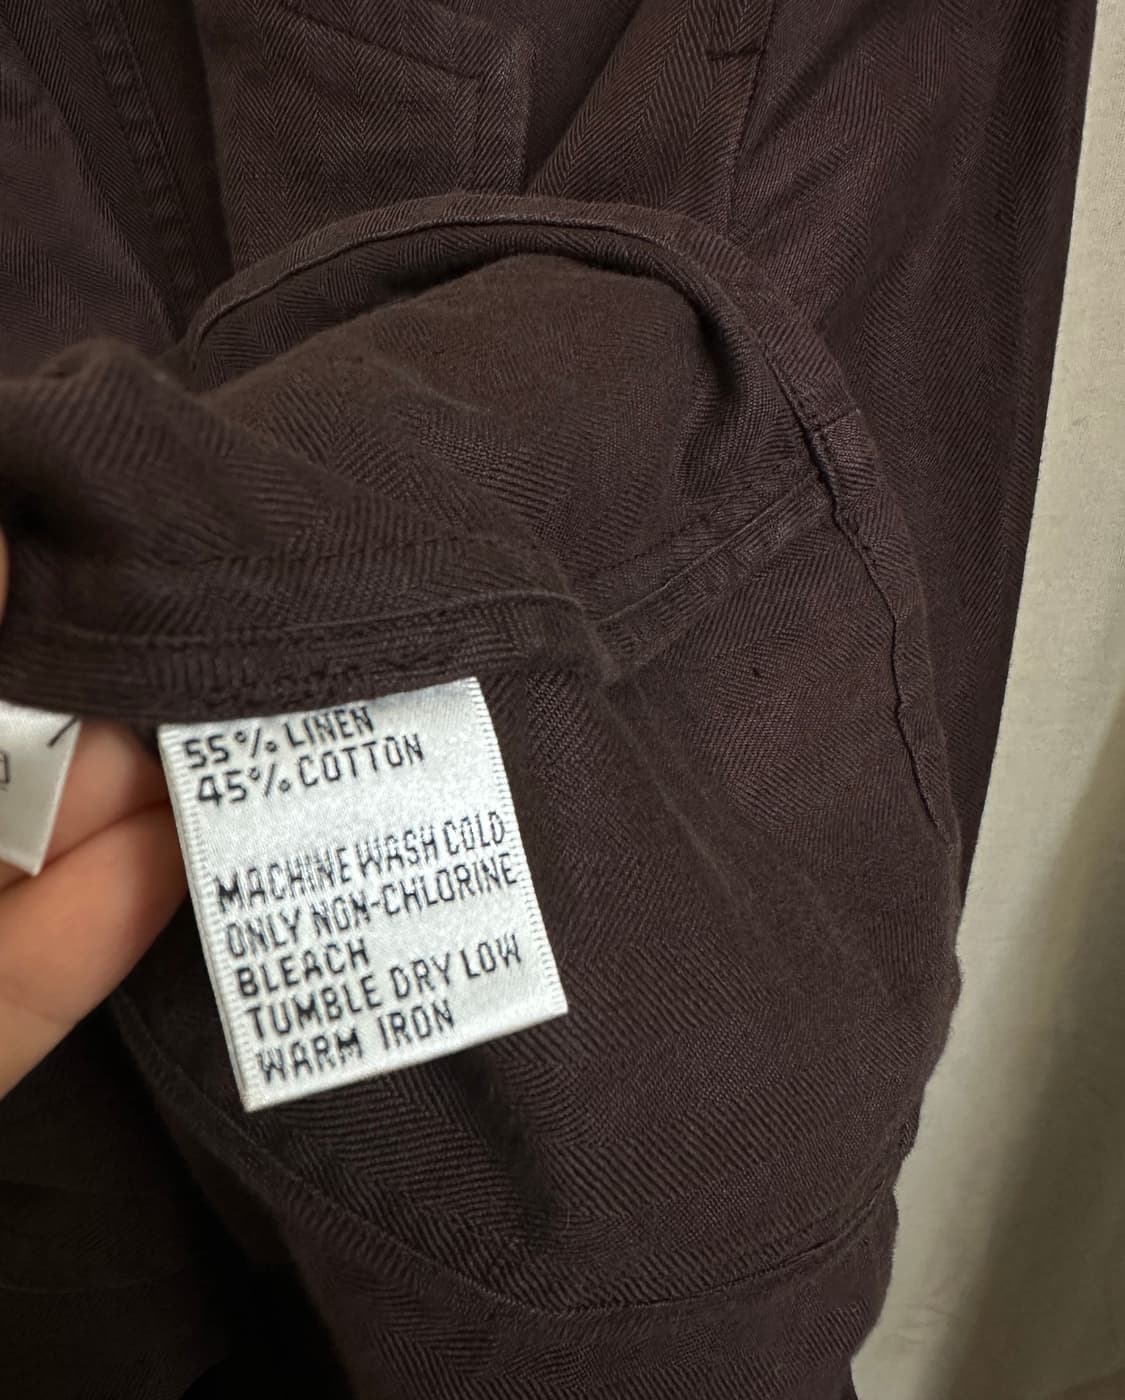 55% LINEN
45% COTTON
MACHINE WASH COLD
ONLY NON-CHLORINE
BLEACH
TUMBLE DRY LOW
WARM IRON